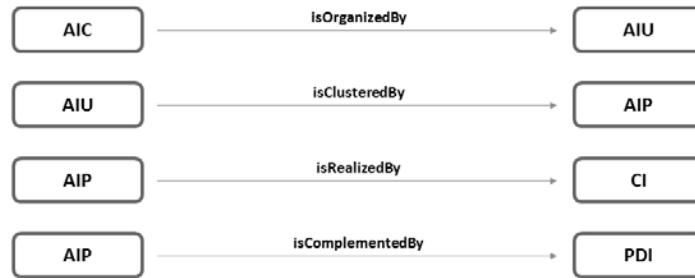 AIC isOrganizedBy AIU
AIU isClusteredBy AIP
AIP isRealizedBy CI
AIP isComplementedBy PDI